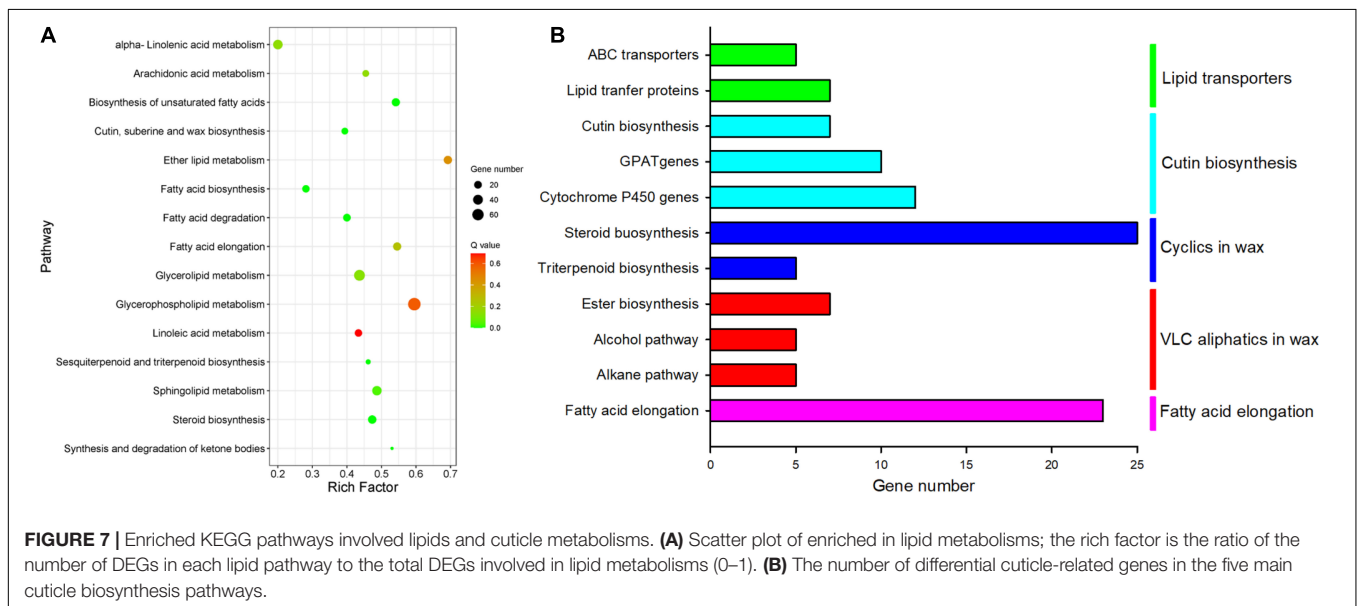 A
alpha- Linolenic acid metabolism
Arachidonic acid metabolism
Biosynthesis of unsaturated fatty acids
Cutin, suberine and wax biosynthesis
Ether lipid metabolism
Fatty acid biosynthesis
Fatty acid degradation
Fatty acid elongation
Glycerolipid metabolism
Glycerophospholipid metabolism
Linoleic acid metabolism
Sesquiterpenoid and triterpenoid biosynthesis
Sphingolipid metabolism
Steroid biosynthesis
Synthesis and degradation of ketone bodies
Pathway
0.2 0.3 0.4 0.5 0.6 0.7
Rich Factor
Gene number
20
40
60
Q value
0.6
0.4
0.2
0.0
B
ABC transporters
Lipid tranfer proteins
Cutin biosynthesis
GPATgenes
Cytochrome P450 genes
Steroid buosynthesis
Triterpenoid biosynthesis
Ester biosynthesis
Alcohol pathway
Alkane pathway
Fatty acid elongation
0 5 10 15 20 25
Gene number
Lipid transporters
Cutin biosynthesis
Cyclics in wax
VLC aliphatics in wax
Fatty acid elongation
FIGURE 7 | Enriched KEGG pathways involved lipids and cuticle metabolisms. (A) Scatter plot of enriched in lipid metabolisms; the rich factor is the ratio of the
number of DEGs in each lipid pathway to the total DEGs involved in lipid metabolisms (0–1). (B) The number of differential cuticle-related genes in the five main
cuticle biosynthesis pathways.